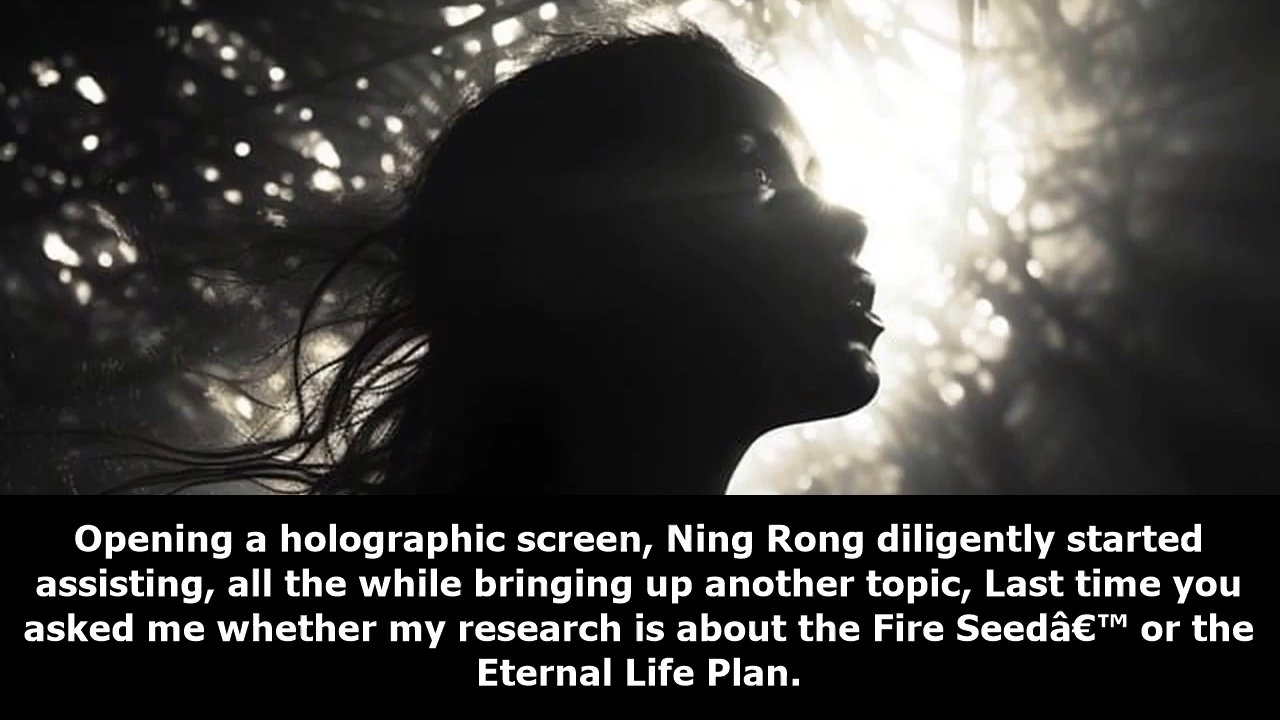 Opening a holographic screen, Ning Rong diligently started
assisting, all the while bringing up another topic, Last time you
asked me whether my research is about the Fire Seedâ€™ or the
Eternal Life Plan.